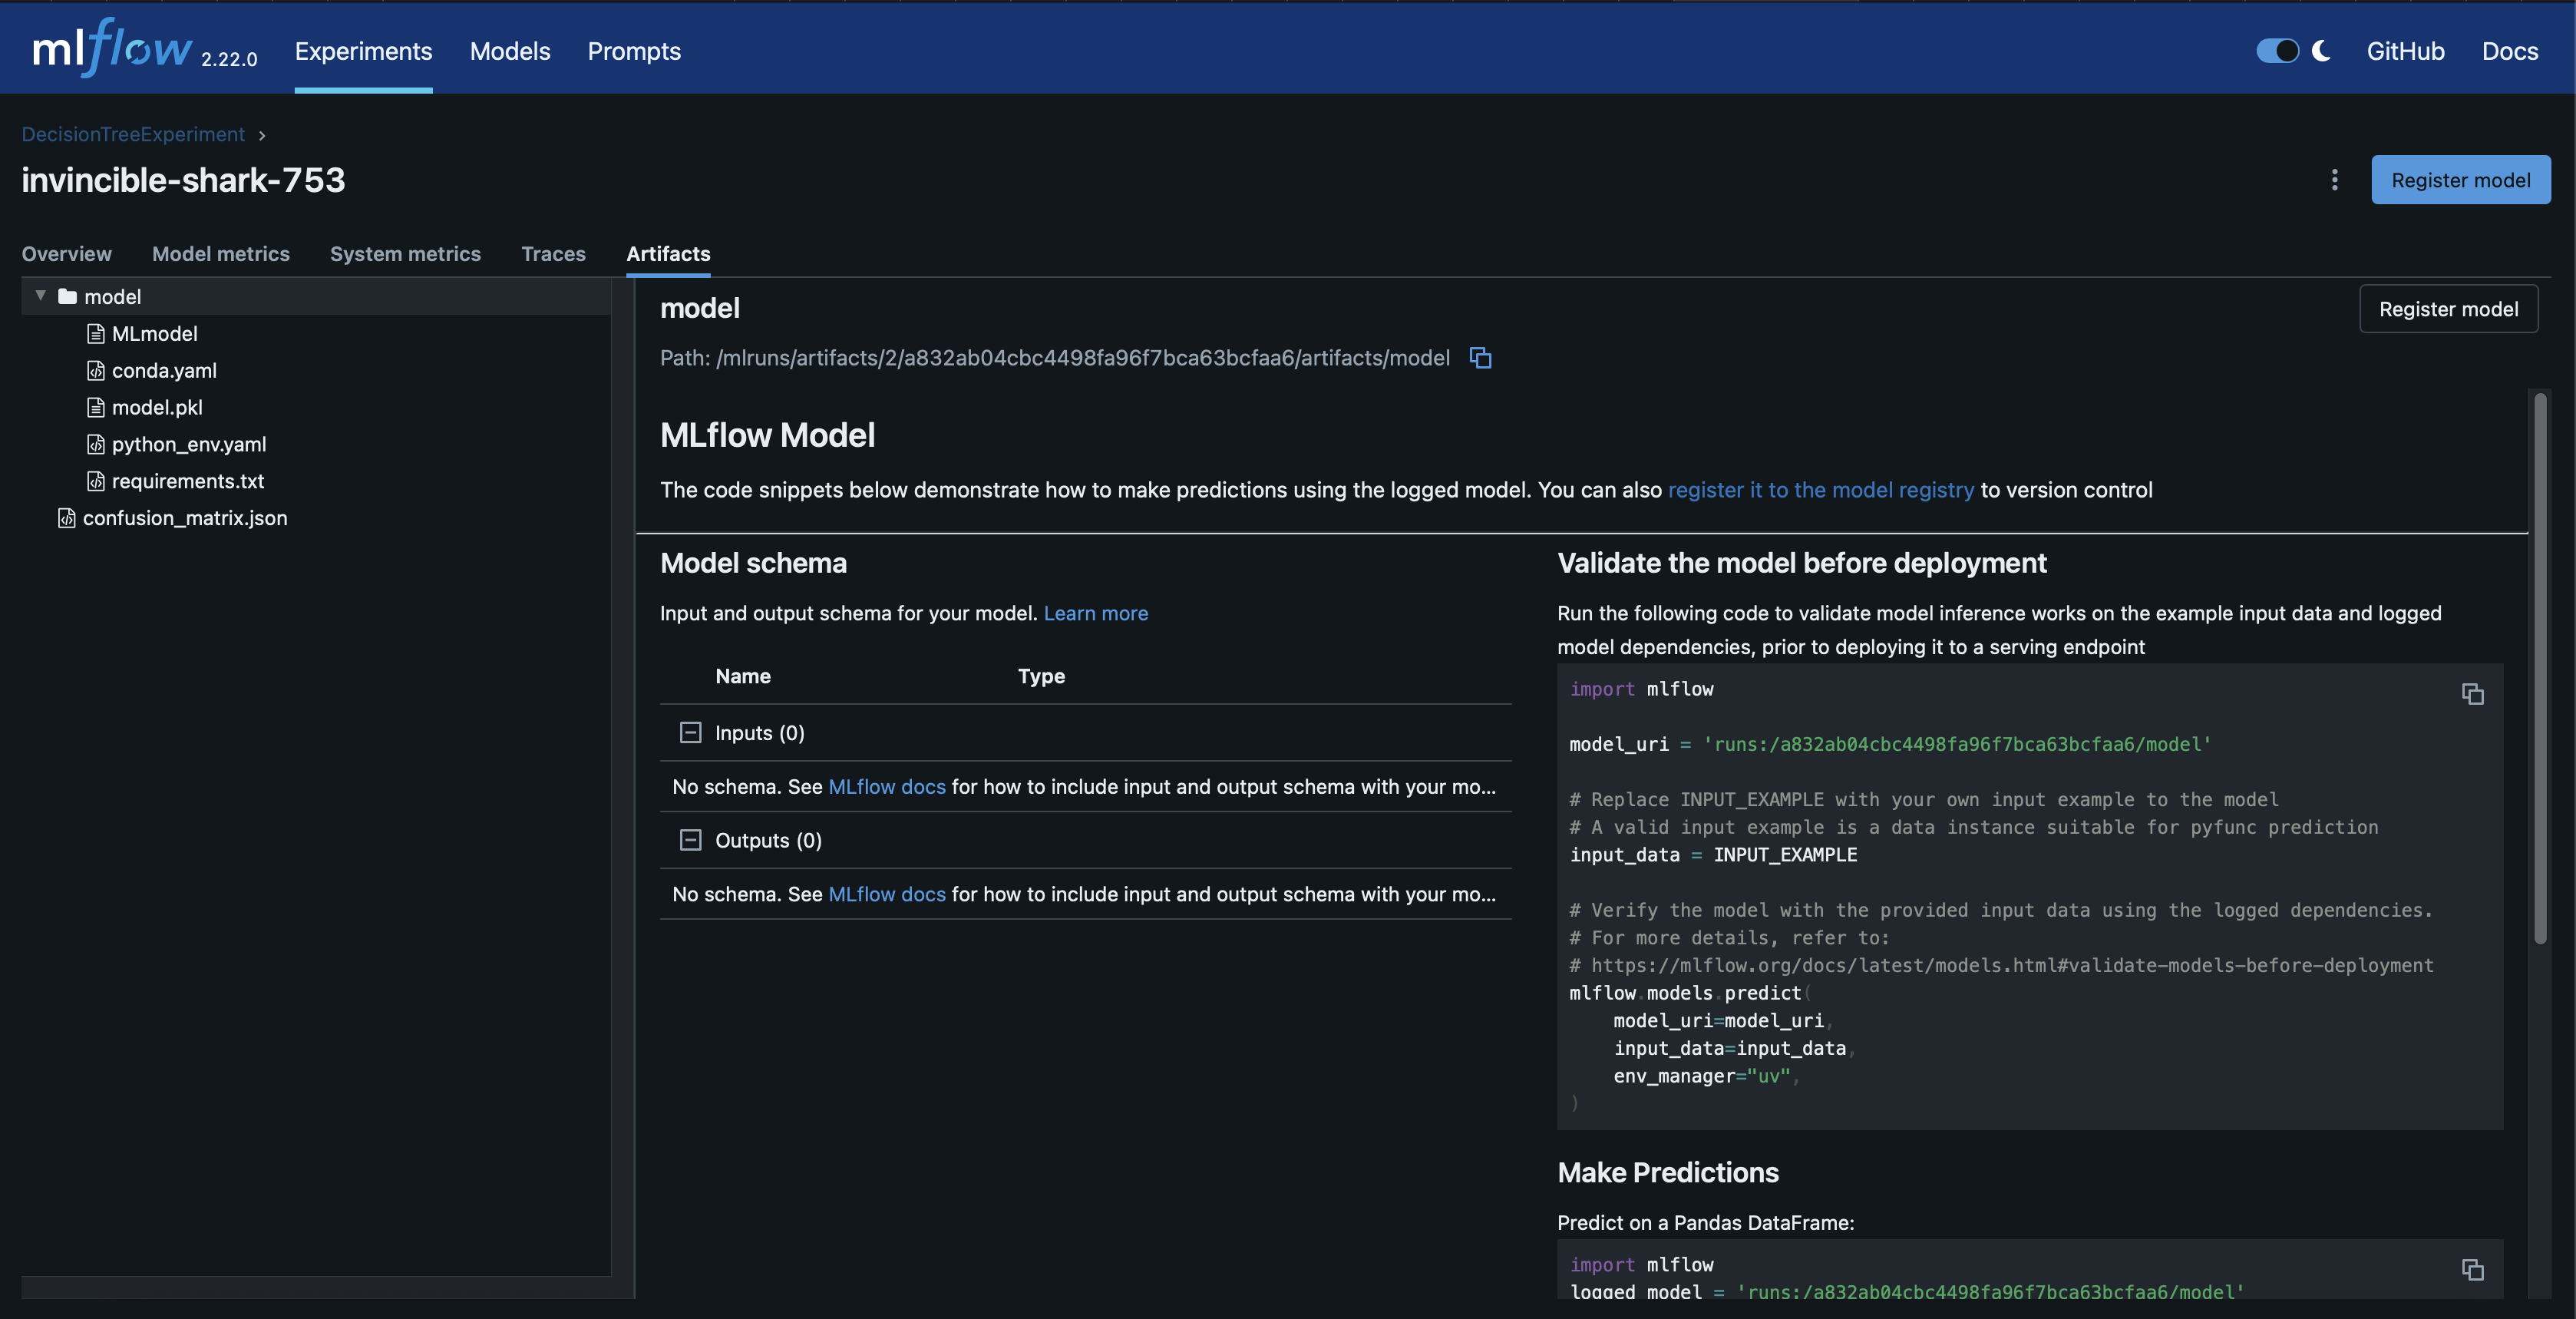 mlflow 2.22.0 Experiments Models Prompts GitHub Docs
DecisionTreeExperiment
invincible-shark-753
Register model
Overview Model metrics System metrics Traces Artifacts
model
MLmodel
conda.yaml
model.pkl
python_env.yaml
requirements.txt
confusion_matrix.json
model
Register model
Path: /mlruns/artifacts/2/a832ab04cbc4498fa96f7bca63bcfaa6/artifacts/model
MLflow Model
The code snippets below demonstrate how to make predictions using the logged model. You can also register it to the model registry to version control
Model schema
Input and output schema for your model. Learn more
Name Type
Inputs (0)
No schema. See MLflow docs for how to include input and output schema with your mo...
Outputs (0)
No schema. See MLflow docs for how to include input and output schema with your mo...
Validate the model before deployment
Run the following code to validate model inference works on the example input data and logged
model dependencies, prior to deploying it to a serving endpoint
import mlflow
model_uri = 'runs:/a832ab04cbc4498fa96f7bca63bcfaa6/model'
# Replace INPUT_EXAMPLE with your own input example to the model
# A valid input example is a data instance suitable for pyfunc prediction
input_data = INPUT_EXAMPLE
# Verify the model with the provided input data using the logged dependencies.
# For more details, refer to:
# https://mlflow.org/docs/latest/models.html#validate-models-before-deployment
mlflow.models.predict(
model_uri=model_uri,
input_data=input_data,
env_manager="uv",
)
Make Predictions
Predict on a Pandas DataFrame:
import mlflow
logged_model = 'runs:/a832ab04cbc4498fa96f7bca63bcfaa6/model'